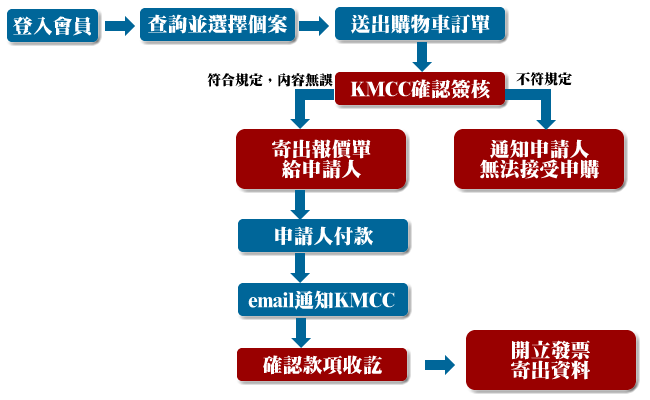 登入會員
查詢並選擇個案
送出購物車訂單
符合規定，內容無誤
KMCC確認簽核
不符規定
寄出報價單
給申請人
通知申請人
無法接受申購
申請人付款
email通知KMCC
確認款項收訖
開立發票
寄出資料